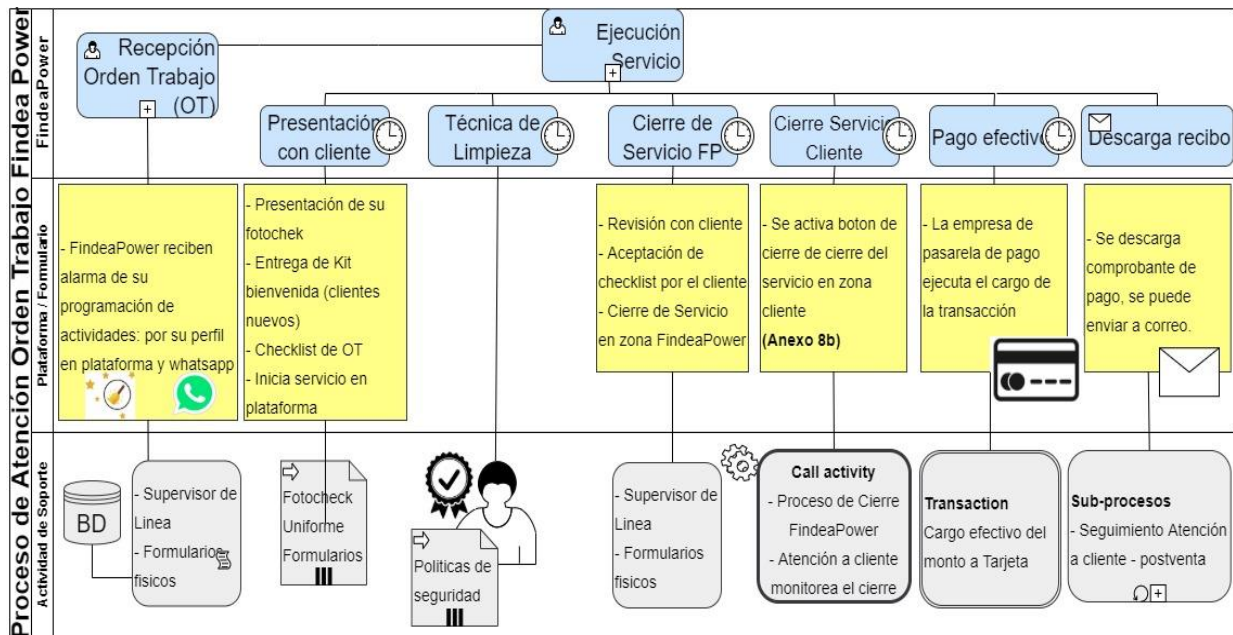 Proceso de Atención Orden Trabajo Findea Power
FindeaPower
Recepción
Orden Trabajo
(OT)
Ejecución
Servicio
Presentación
con cliente
Técnica de
Limpieza
Cierre de
Servicio FP
Cierre Servicio
Cliente
Pago efectivo
Descarga recibo
Plataforma / Formulario
- FindeaPower reciben
alarma de su
programación de
actividades: por su perfil
en plataforma y whatsapp
- Presentación de su
fotochek
- Entrega de Kit
bienvenida (clientes
nuevos)
- Checklist de OT
- Inicia servicio en
plataforma
- Revisión con cliente
- Aceptación de
checklist por el cliente
- Cierre de Servicio
en zona FindeaPower
- Se activa boton de
cierre de cierre del
servicio en zona
cliente
(Anexo 8b)
- La empresa de
pasarela de pago
ejecuta el cargo de
la transacción
- Se descarga
comprobante de
pago, se puede
enviar a correo.
Actividad de Soporte
BD
- Supervisor de
Linea
- Formularios
fisicos
Fotocheck
Uniforme
Formularios
Politicas de
seguridad
- Supervisor de
Linea
- Formularios
fisicos
Call activity
- Proceso de Cierre
FindeaPower
- Atención a cliente
monitorea el cierre
Transaction
Cargo efectivo del
monto a Tarjeta
Sub-procesos
- Seguimiento Atención
a cliente - postventa